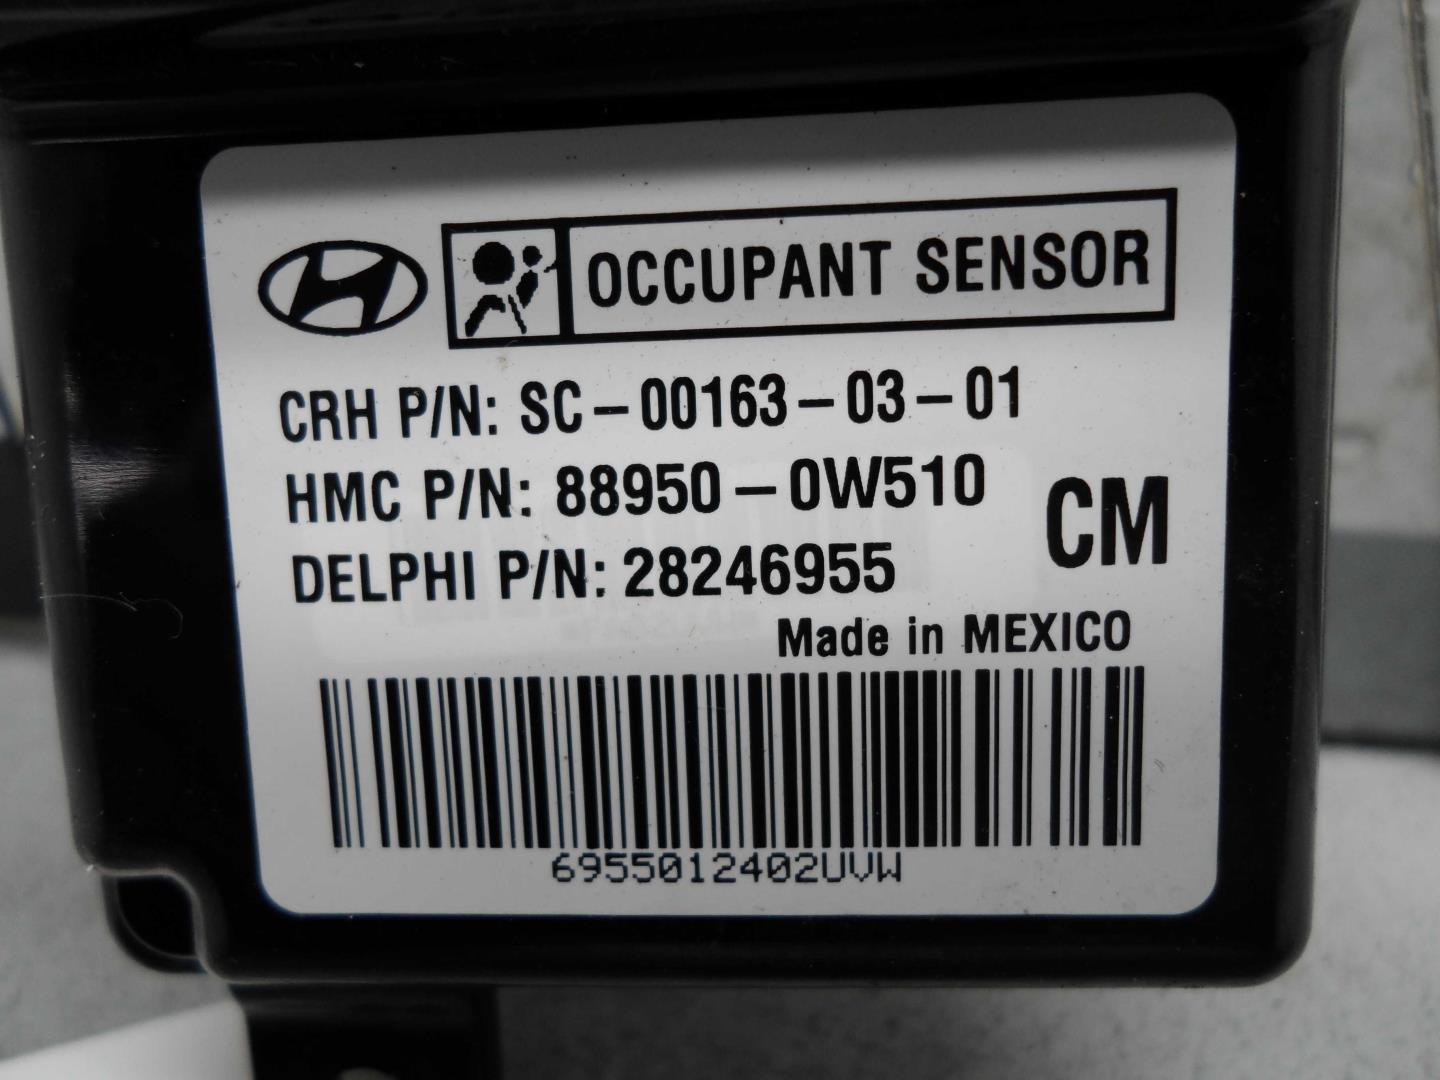 OCCUPANT SENSOR
CRH P/N: SC-00163-03-01
HMC P/N: 88950-0W510
CM
DELPHI P/N: 28246955
Made in MEXICO
6955012402UVW